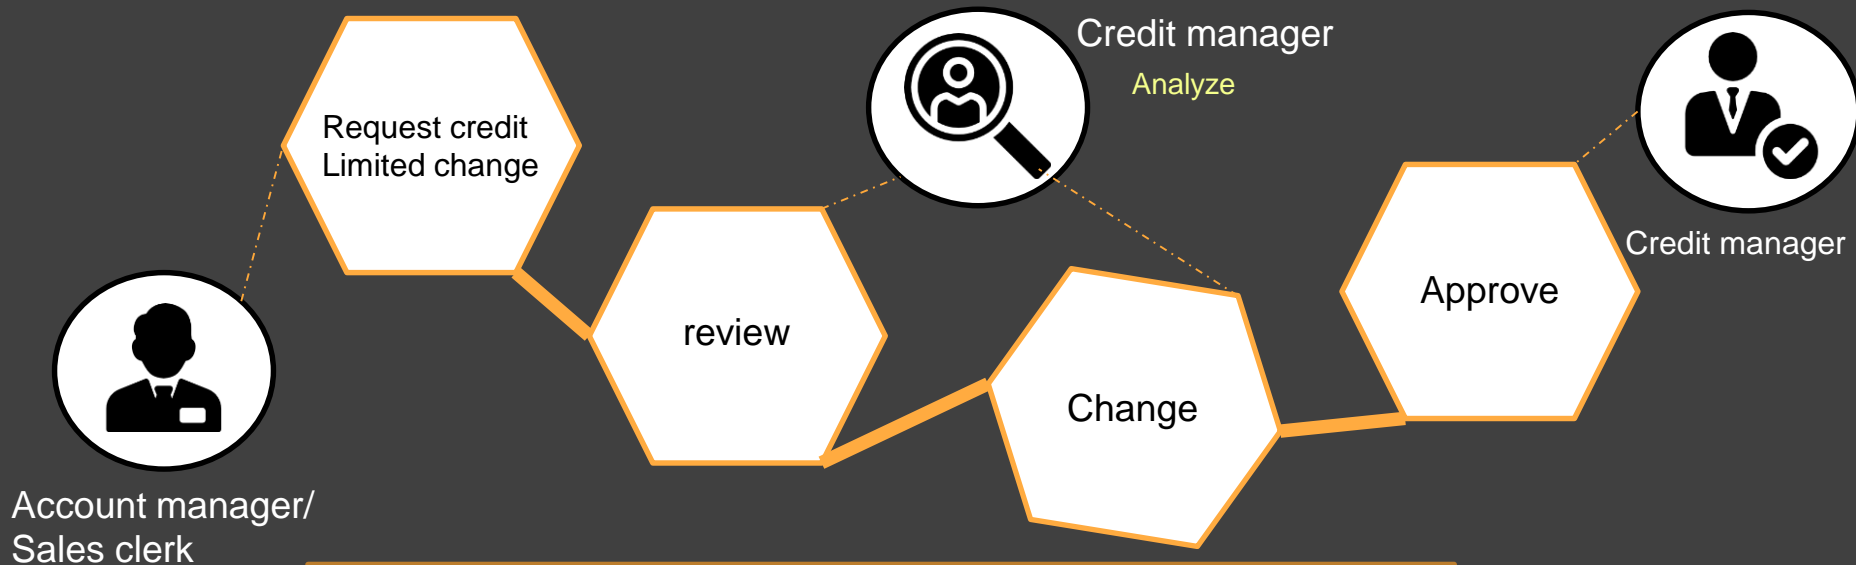 Request credit
Limited change
Credit manager
Analyze
Credit manager
review
Approve
Change
Account manager/
Sales clerk